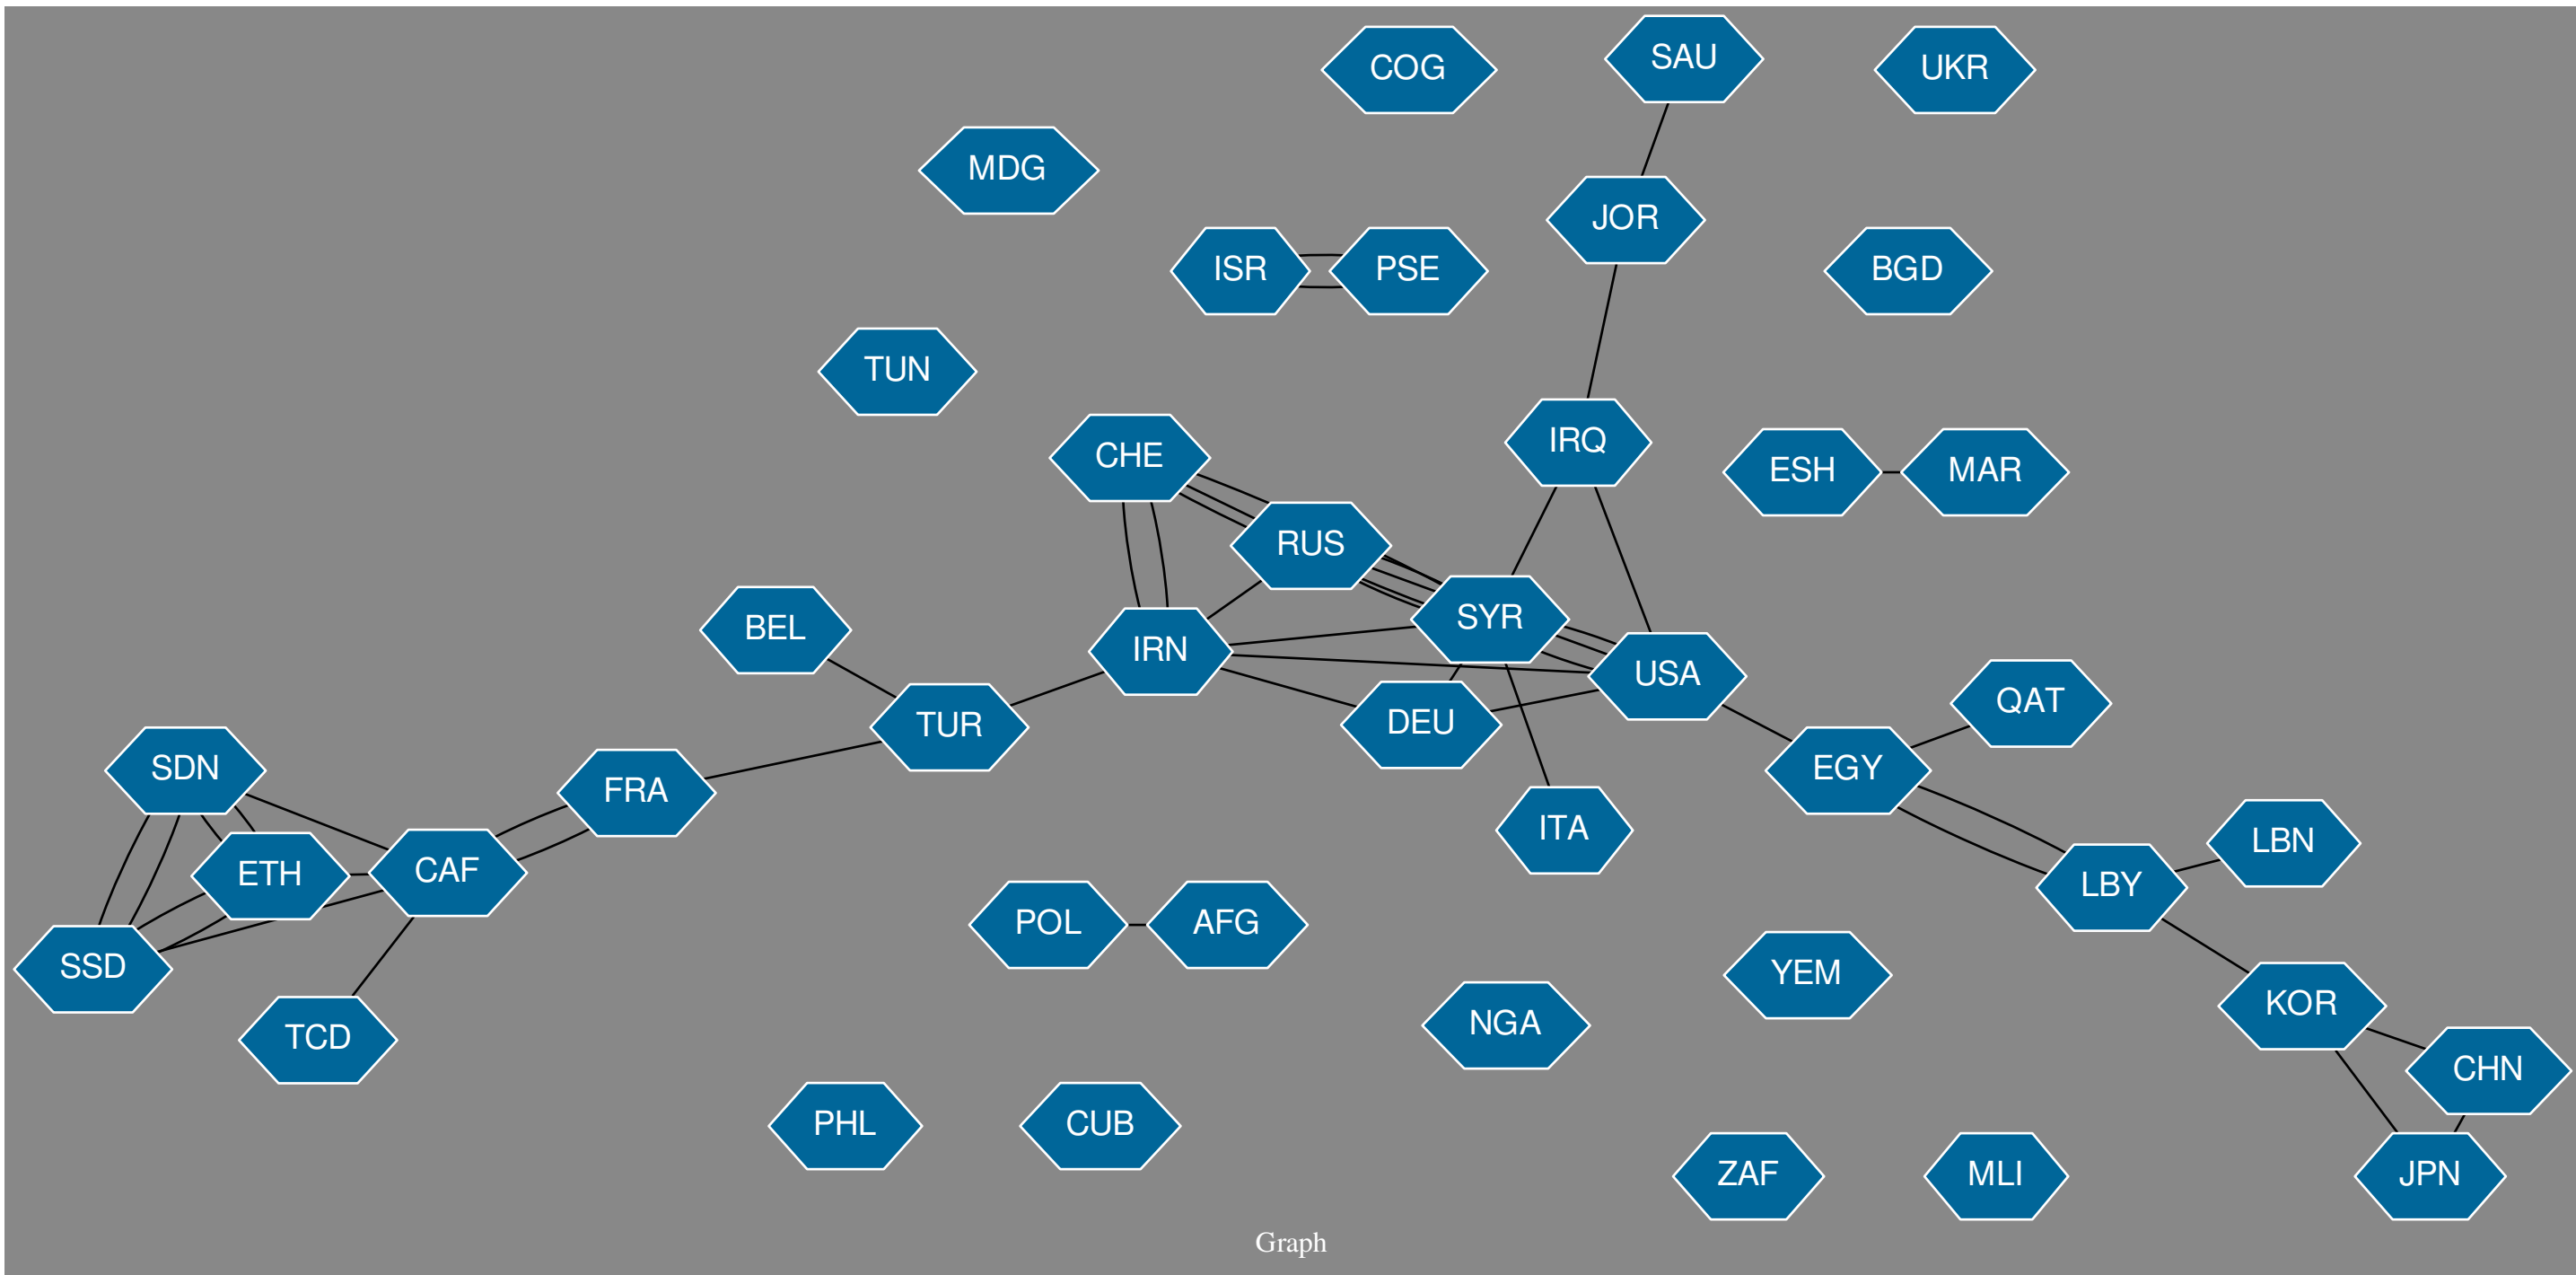 SAU
COG
UKR
MDG
JOR
ISR
PSE
BGD
TUN
IRQ
CHE
ESH
MAR
RUS
SYR
BEL
IRN
USA
QAT
DEU
TUR
SDN
EGY
FRA
ITA
LBN
CAF
ETH
LBY
POL
AFG
SSD
YEM
KOR
NGA
TCD
CHN
PHL
CUB
ZAF
MLI
JPN
Graph